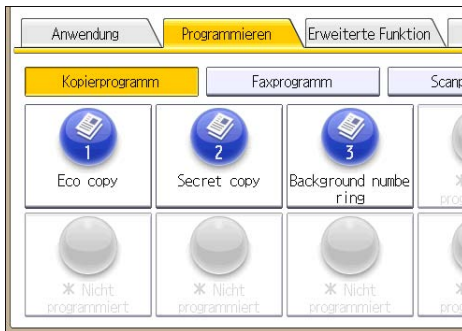 Anwendung Programmieren Erweiterte Funktion
Kopierprogramm Faxprogramm
1 2 3
Eco copy Secret copy Background numbe
ring
* Nicht * Nicht * Nicht
programmiert programmiert programmiert